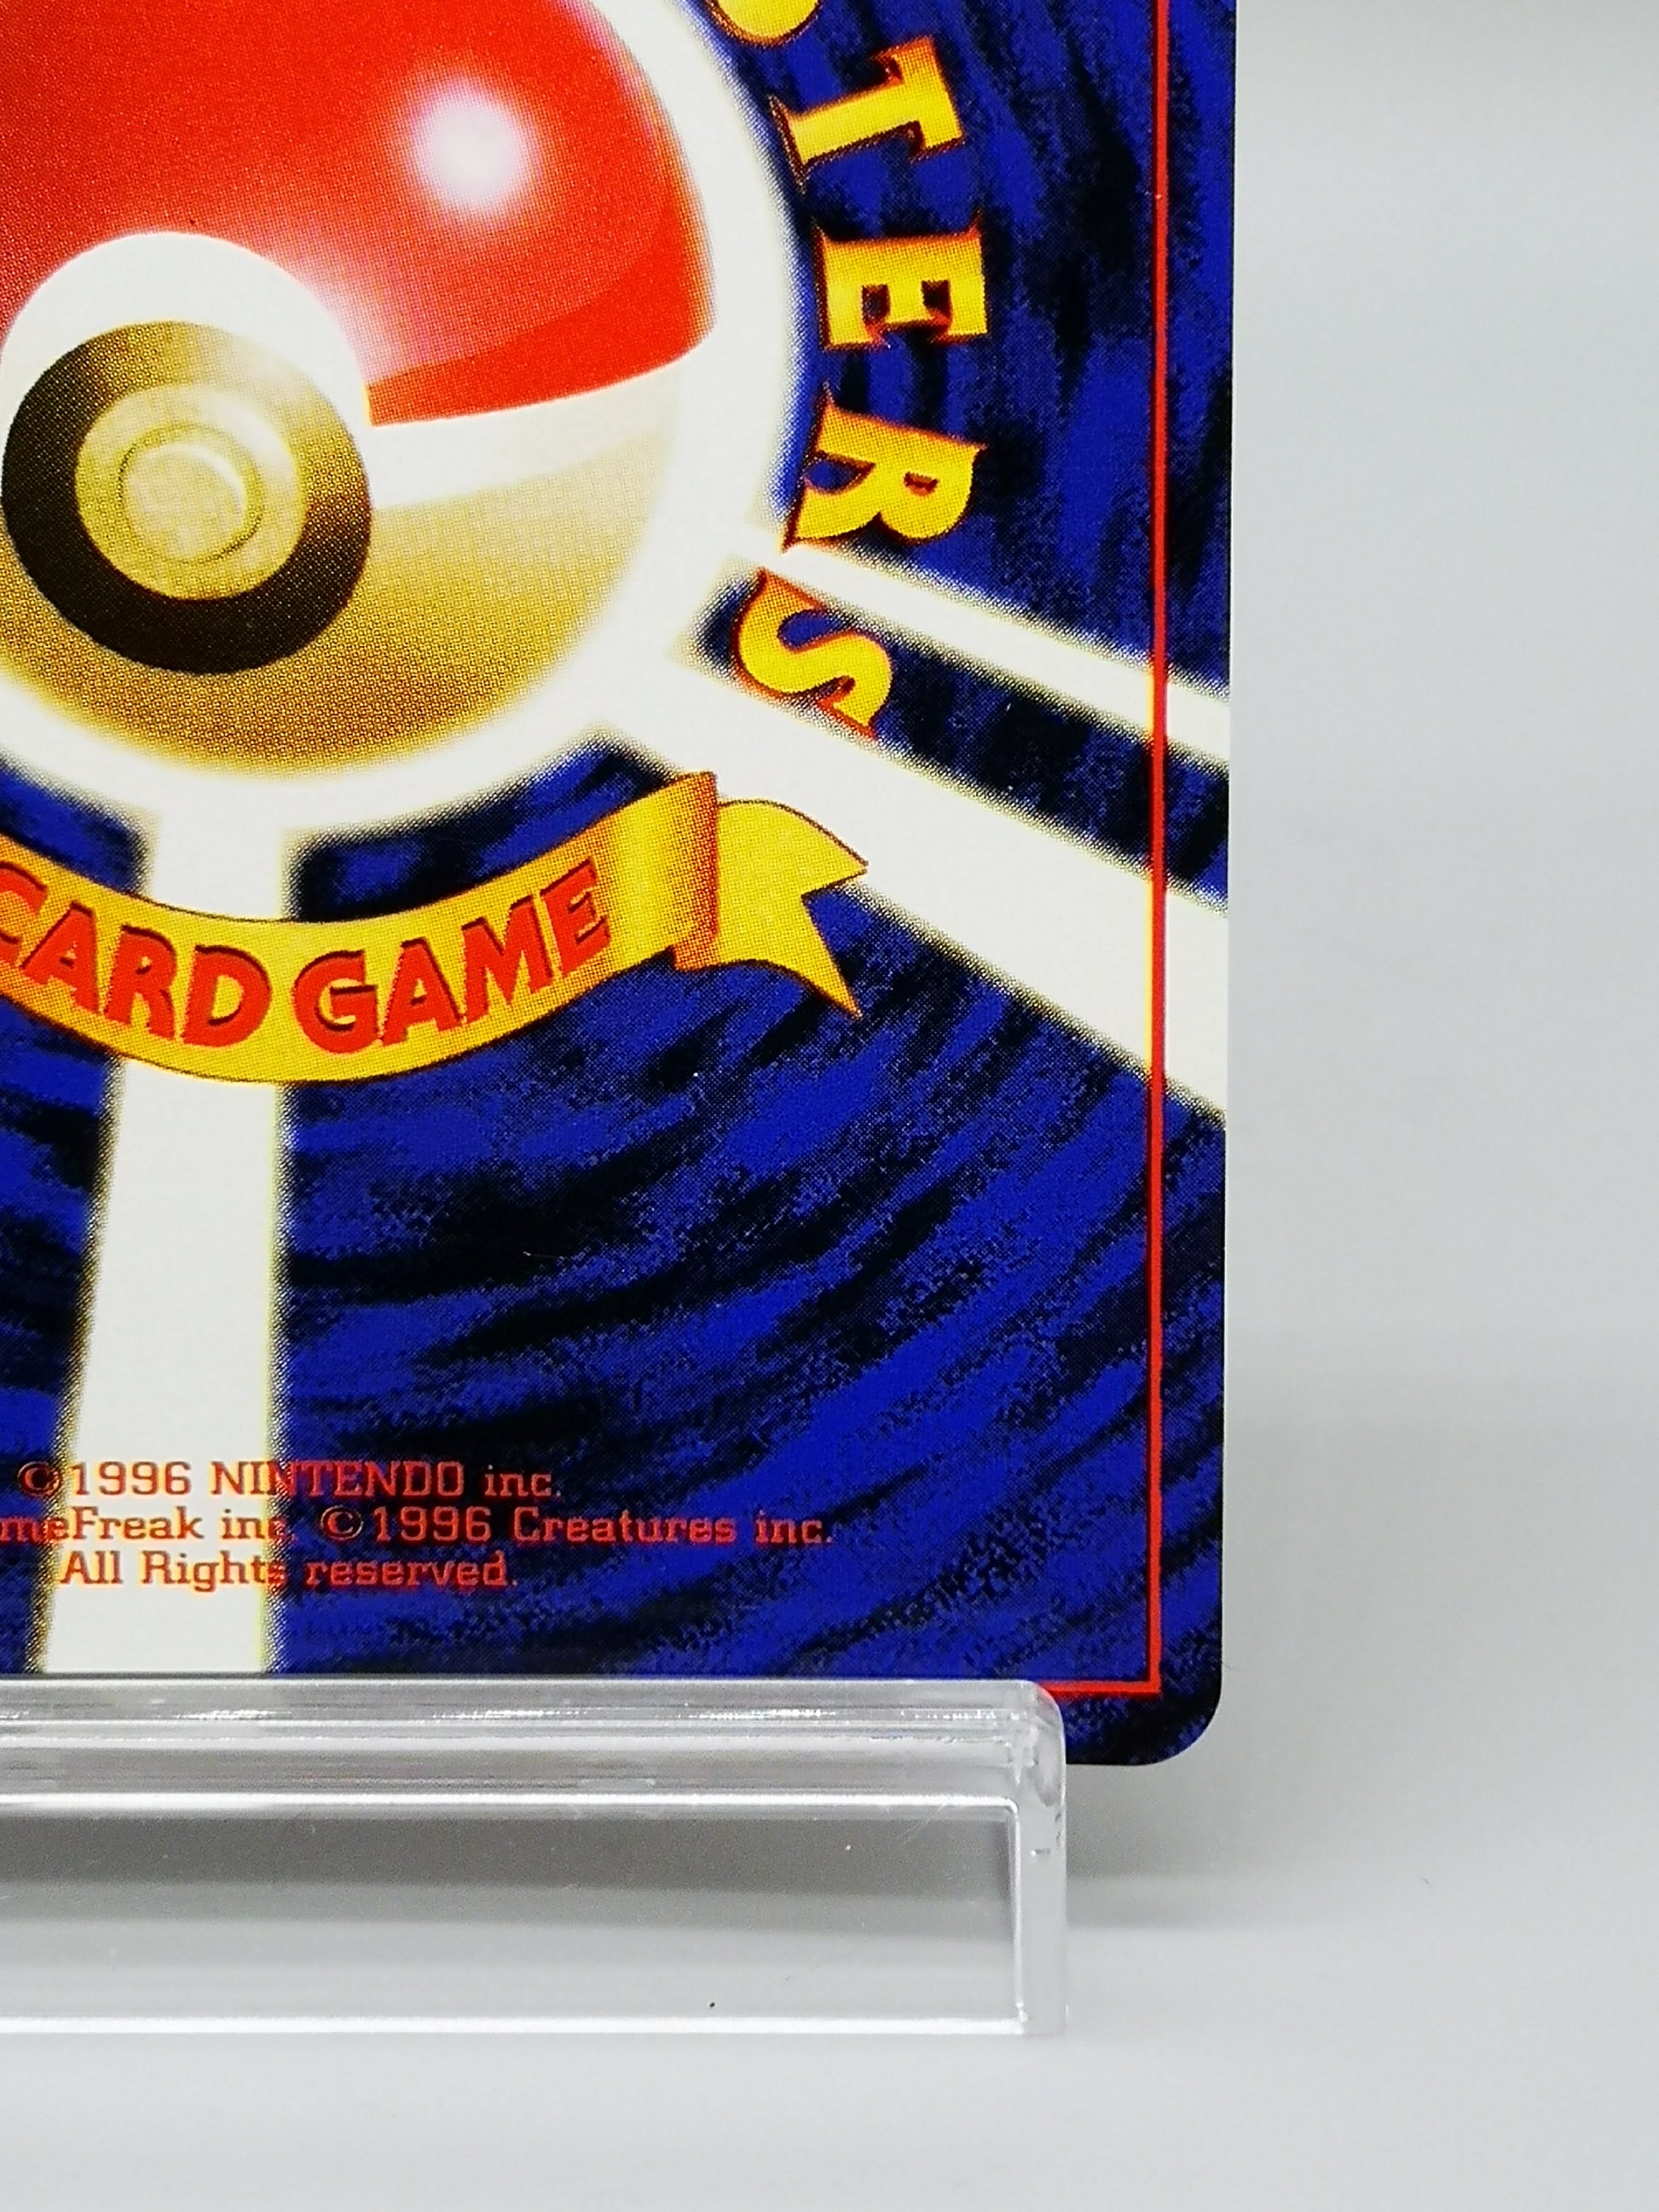 TERS
CARD GAME
©1996 NINTENDO inc.
meFreak inc. ©1996 Creatures inc.
All Rights reserved.